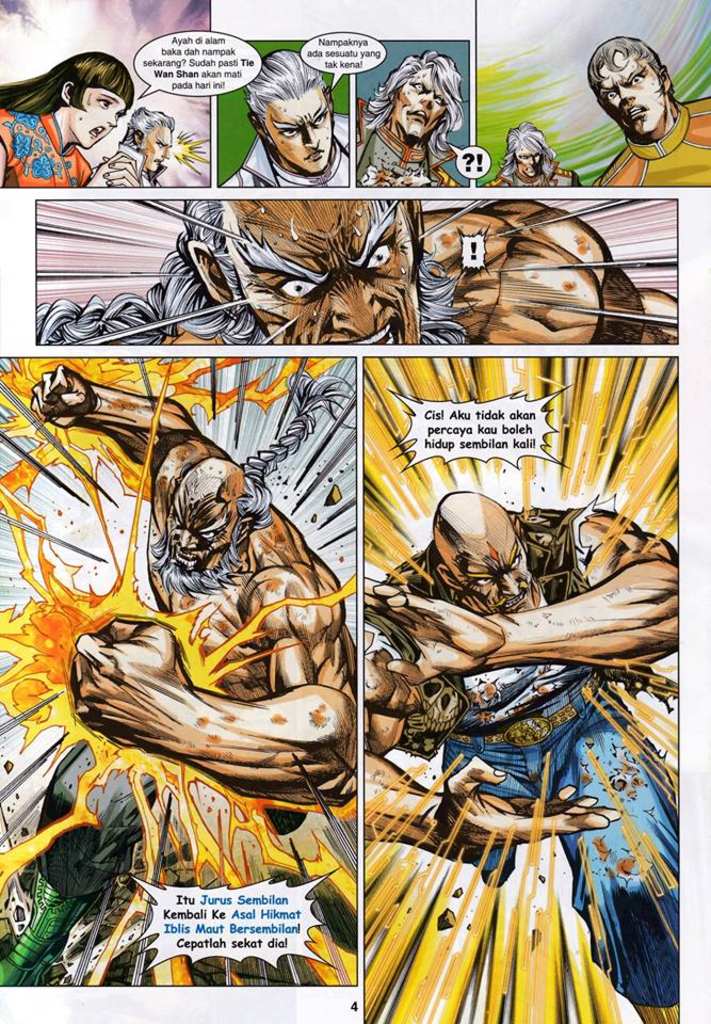 Ayah di alam
baka dah nampak
sekarang? Sudah pasti Tie
Wan Shan akan mati
pada hari ini!
Nampaknya
ada sesuatu yang
tak kena!
?!
!
Cis! Aku tidak akan
percaya kau boleh
hidup sembilan kali!
Itu Jurus Sembilan
Kembali Ke Asal Hikmat
Iblis Maut Bersembilan!
Cepatlah sekat dia!
4